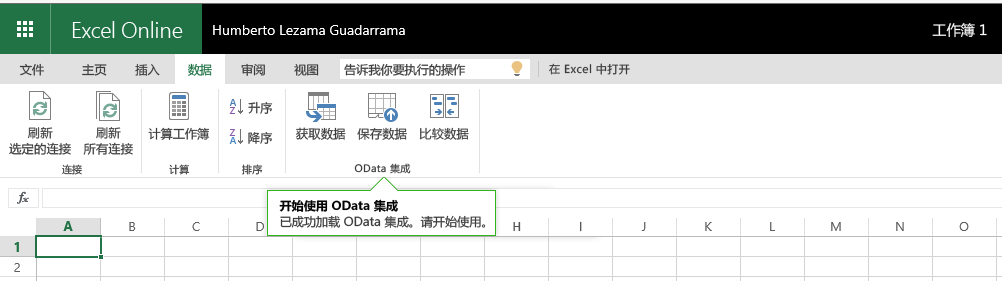 Excel Online
Humberto Lezama Guadarrama
工作簿 1
文件 主页 插入 数据 审阅 视图 告诉我你要执行的操作 在 Excel 中打开
刷新
选定的连接
刷新
所有连接
连接
计算工作簿
计算
A Z 升序
Z A 降序
排序
获取数据 保存数据 比较数据
OData 集成
开始使用 OData 集成
已成功加载 OData 集成。请开始使用。
fx
A B C D H I J K L M N O
1
2